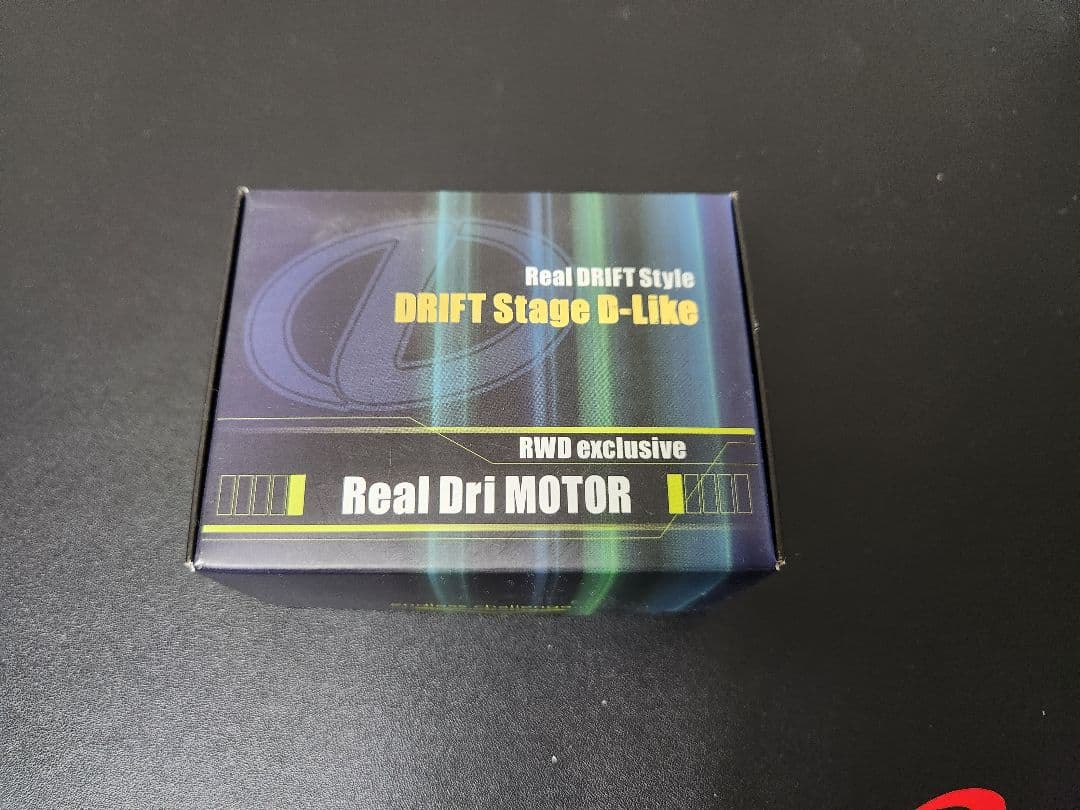 Real DRIFT Style
DRIFT Stage D-Like
RWD exclusive
Real Dri MOTOR